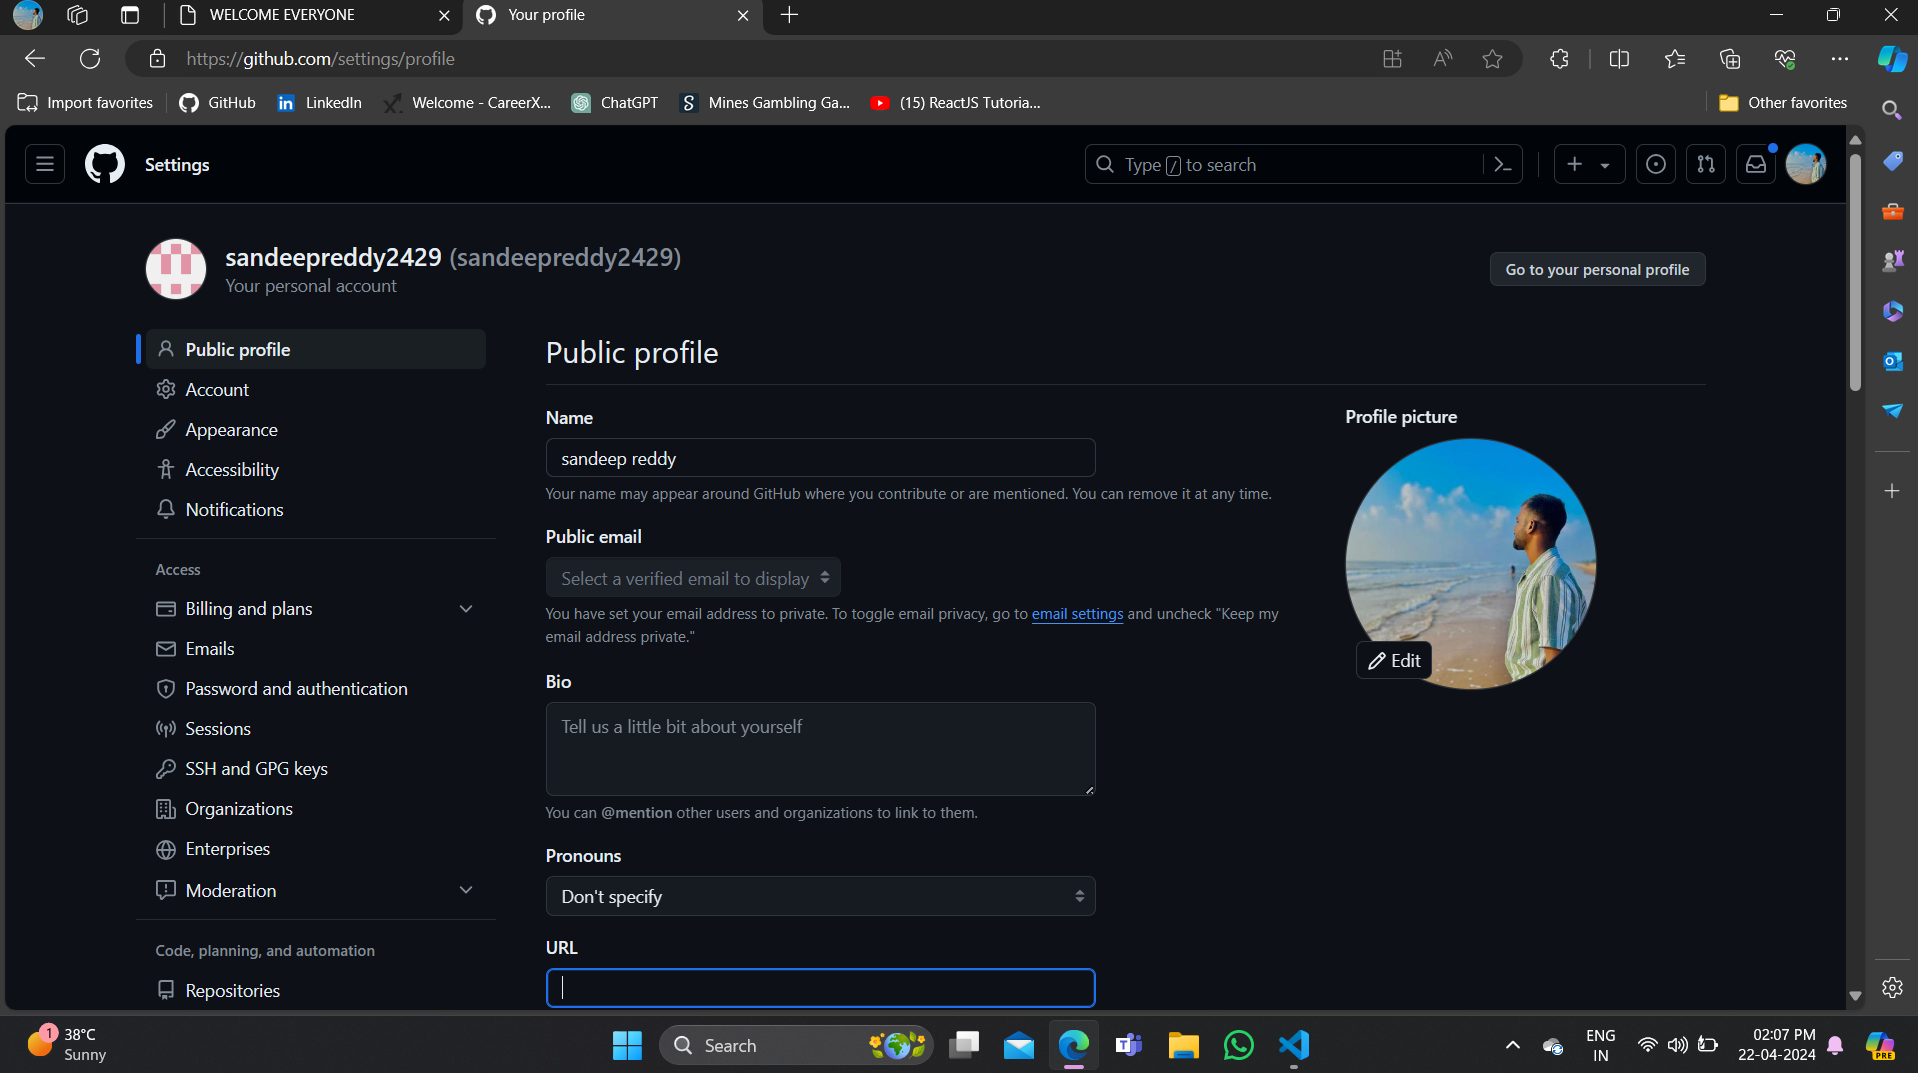 WELCOME EVERYONE
Your profile
https://github.com/settings/profile
Import favorites
GitHub
LinkedIn
Welcome - CareerX...
ChatGPT
Mines Gambling Ga...
(15) ReactJS Tutoria...
Other favorites
Settings
Type / to search
sandeepreddy2429 (sandeepreddy2429)
Your personal account
Go to your personal profile
Public profile
Account
Appearance
Accessibility
Notifications
Access
Billing and plans
Emails
Password and authentication
Sessions
SSH and GPG keys
Organizations
Enterprises
Moderation
Code, planning, and automation
Repositories
Public profile
Name
sandeep reddy
Your name may appear around GitHub where you contribute or are mentioned. You can remove it at any time.
Public email
Select a verified email to display
You have set your email address to private. To toggle email privacy, go to email settings and uncheck "Keep my
email address private."
Bio
Tell us a little bit about yourself
You can @mention other users and organizations to link to them.
Pronouns
Don't specify
URL
Profile picture
Edit
1
38°C
Sunny
Search
ENG
IN
02:07 PM
22-04-2024
PRE